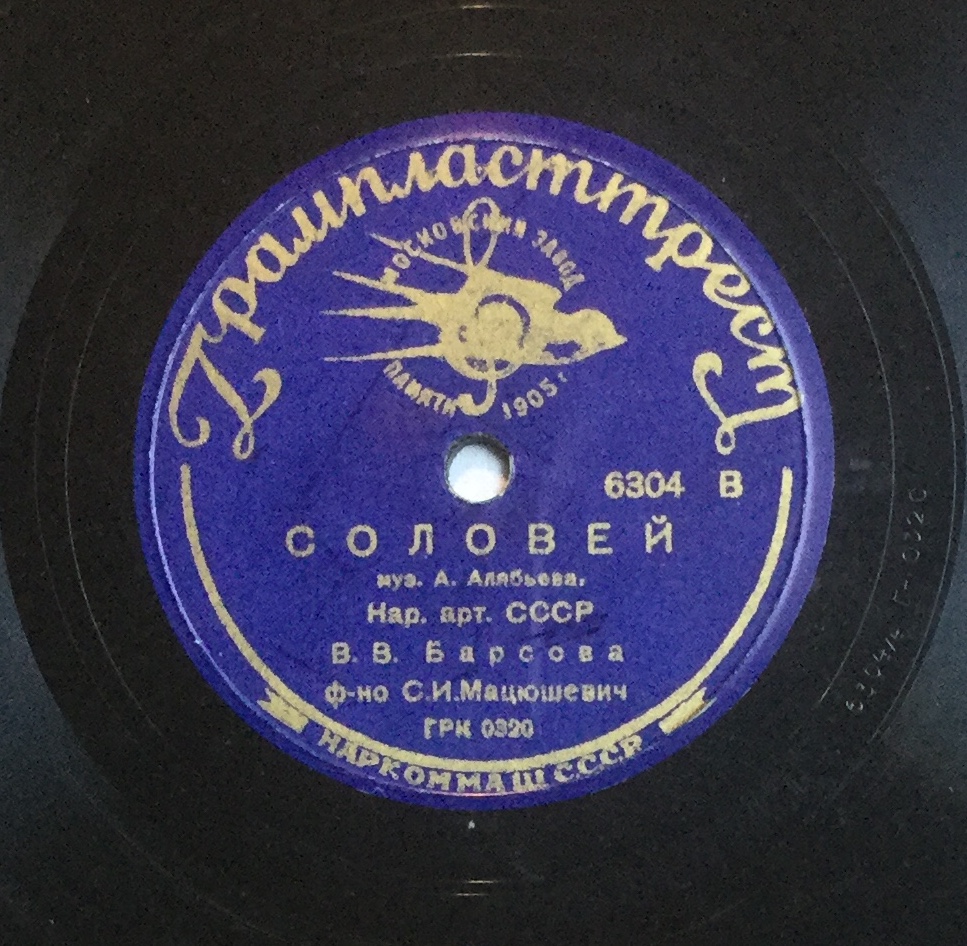 Грампласттрест
МОСКОВСКИЙ ЗАВОД
ПАМЯТИ 1905 г.
6304 В
СОЛОВЕЙ
муз. А. Алябьева.
Нар. арт. СССР
В. В. Барсова
ф-но С.И.Мацюшевич
ГРК 0320
НАРКОММАШ СССР